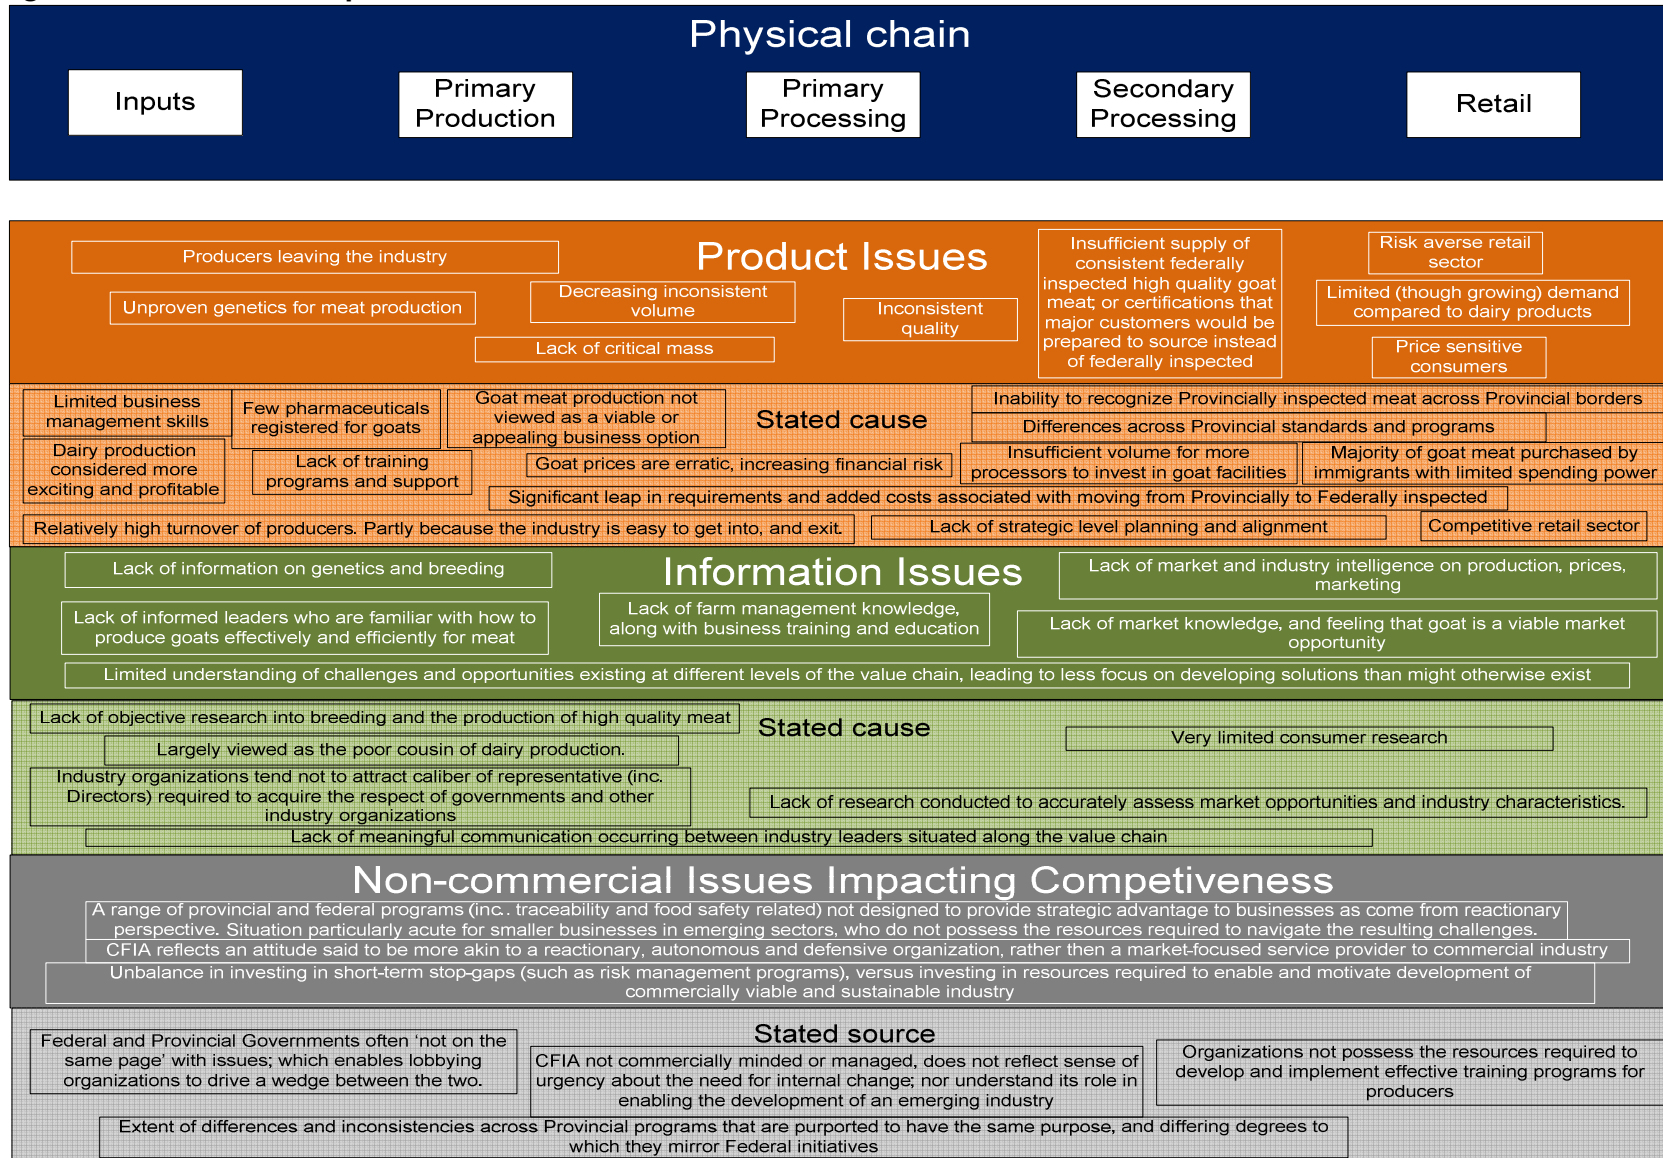 Physical chain
Inputs
Primary
Production
Primary
Processing
Secondary
Processing
Retail
Product Issues
Producers leaving the industry
Unproven genetics for meat production
Decreasing inconsistent
volume
Lack of critical mass
Inconsistent
quality
Insufficient supply of
consistent federally
inspected high quality goat
meat; or certifications that
major customers would be
prepared to source instead
of federally inspected
Risk averse retail
sector
Limited (though growing) demand
compared to dairy products
Price sensitive
consumers
Stated cause
Limited business
management skills
Few pharmaceuticals
registered for goats
Goat meat production not
viewed as a viable or
appealing business option
Inability to recognize Provincially inspected meat across Provincial borders
Differences across Provincial standards and programs
Dairy production
considered more
exciting and profitable
Lack of training
programs and support
Goat prices are erratic, increasing financial risk
Insufficient volume for more
processors to invest in goat facilities
Majority of goat meat purchased by
immigrants with limited spending power
Significant leap in requirements and added costs associated with moving from Provincially to Federally inspected
Relatively high turnover of producers. Partly because the industry is easy to get into, and exit.
Lack of strategic level planning and alignment
Competitive retail sector
Information Issues
Lack of information on genetics and breeding
Lack of market and industry intelligence on production, prices,
marketing
Lack of informed leaders who are familiar with how to
produce goats effectively and efficiently for meat
Lack of farm management knowledge,
along with business training and education
Lack of market knowledge, and feeling that goat is a viable market
opportunity
Limited understanding of challenges and opportunities existing at different levels of the value chain, leading to less focus on developing solutions than might otherwise exist
Stated cause
Lack of objective research into breeding and the production of high quality meat
Largely viewed as the poor cousin of dairy production.
Very limited consumer research
Industry organizations tend not to attract caliber of representative (inc.
Directors) required to acquire the respect of governments and other
industry organizations
Lack of research conducted to accurately assess market opportunities and industry characteristics.
Lack of meaningful communication occurring between industry leaders situated along the value chain
Non-commercial Issues Impacting Competiveness
A range of provincial and federal programs (inc.. traceability and food safety related) not designed to provide strategic advantage to businesses as come from reactionary
perspective. Situation particularly acute for smaller businesses in emerging sectors, who do not possess the resources required to navigate the resulting challenges.
CFIA reflects an attitude said to be more akin to a reactionary, autonomous and defensive organization, rather then a market-focused service provider to commercial industry
Unbalance in investing in short-term stop-gaps (such as risk management programs), versus investing in resources required to enable and motivate development of
commercially viable and sustainable industry
Stated source
Federal and Provincial Governments often ‘not on the
same page’ with issues; which enables lobbying
organizations to drive a wedge between the two.
CFIA not commercially minded or managed, does not reflect sense of
urgency about the need for internal change; nor understand its role in
enabling the development of an emerging industry
Organizations not possess the resources required to
develop and implement effective training programs for
producers
Extent of differences and inconsistencies across Provincial programs that are purported to have the same purpose, and differing degrees to
which they mirror Federal initiatives